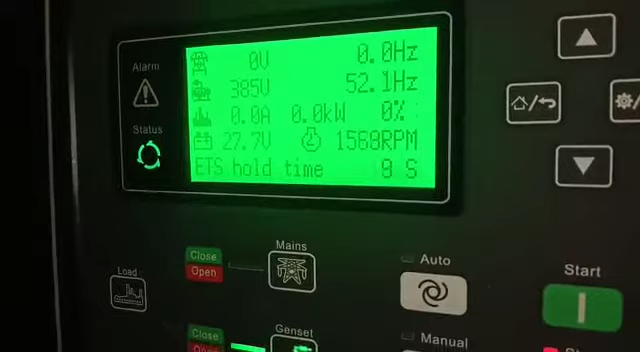 Alarm
0V 0.0Hz
385V 52.1Hz
0.0A 0.0kW 0%
27.7V 1568RPM
ETS hold time 9 S
Status
Mains
Close
Open
Load
Auto
Start
Genset
Close
Open
Manual